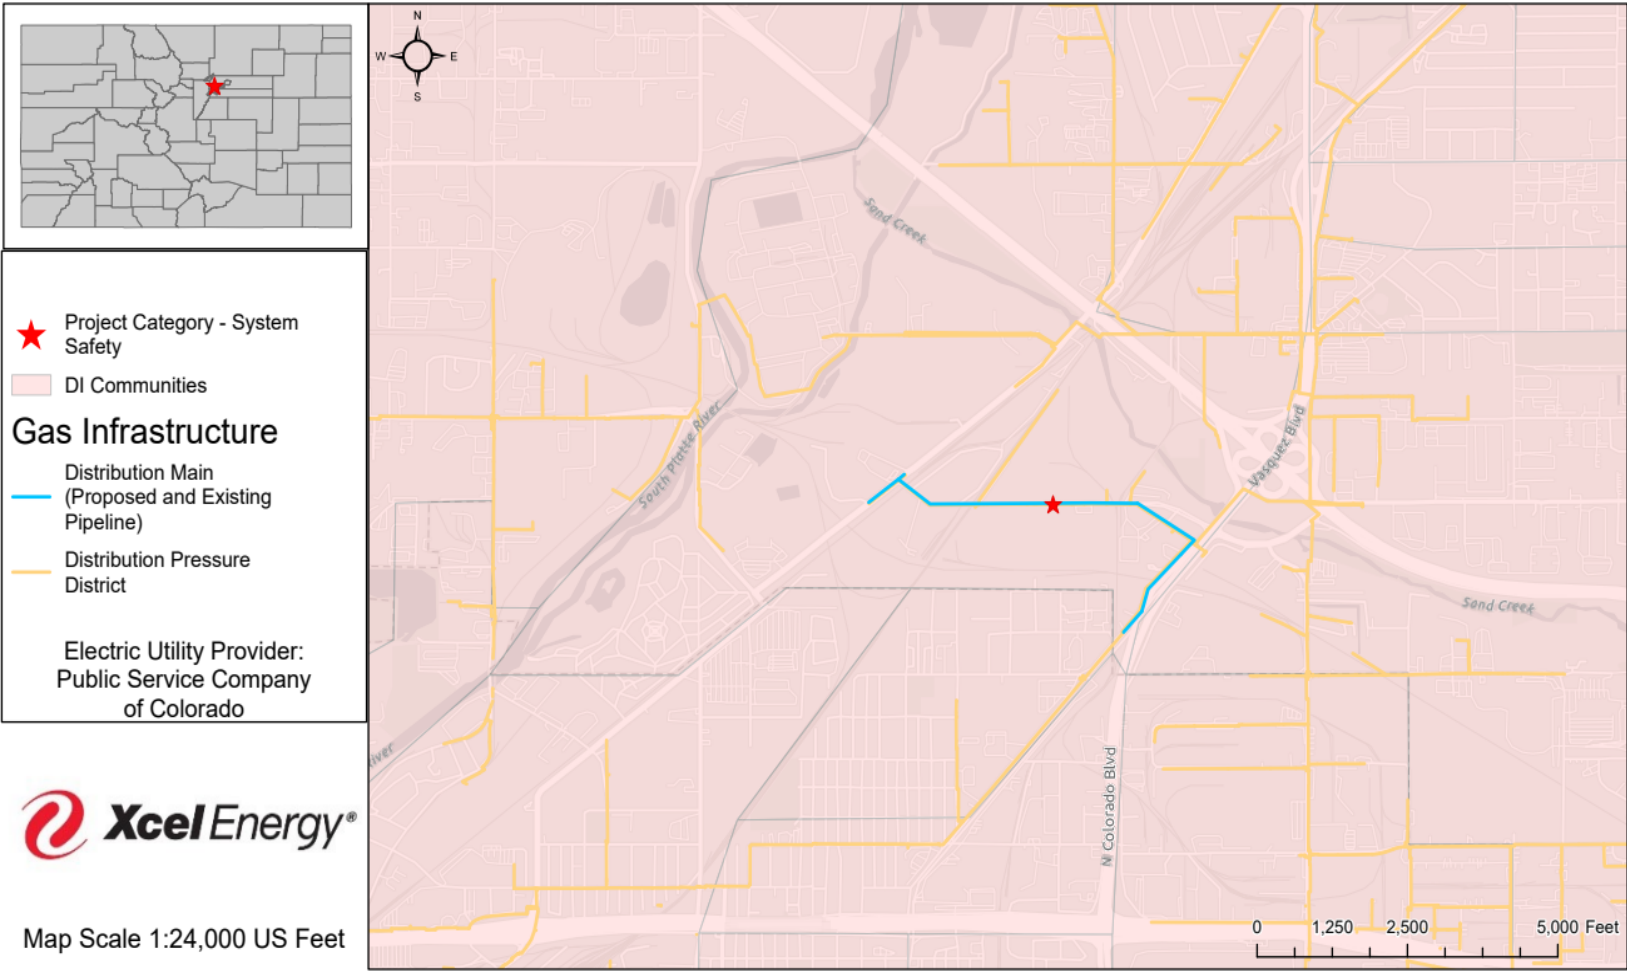 N
W
E
S
Sand Creek
Project Category - System
Safety
DI Communities
Gas Infrastructure
Distribution Main
(Proposed and Existing
Pipeline)
Distribution Pressure
District
Electric Utility Provider:
Public Service Company
of Colorado
South Platte River
Vasquez Blvd
Sand Creek
River
N Colorado Blvd
Xcel Energy®
Map Scale 1:24,000 US Feet
0 1,250 2,500 5,000 Feet